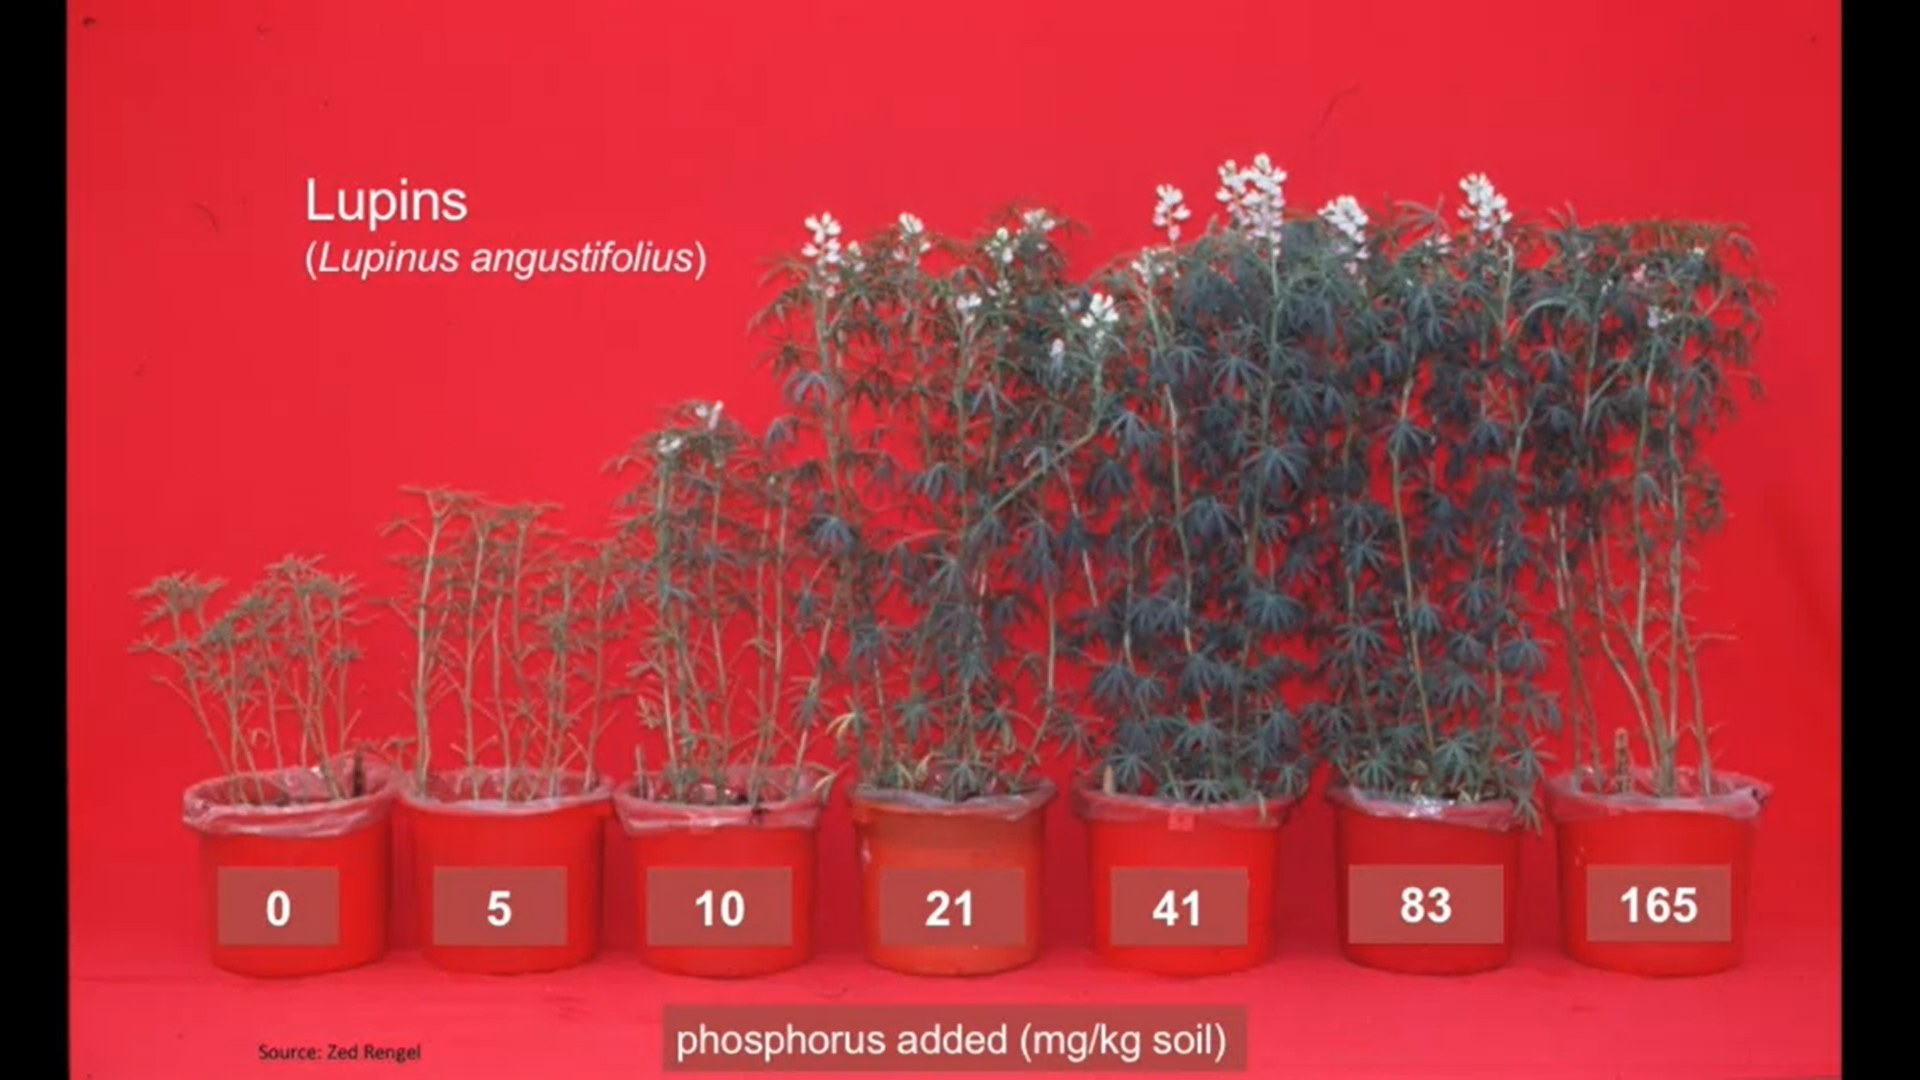 Lupins
(Lupinus angustifolius)
0
5
10
21
41
83
165
phosphorus added (mg/kg soil)
Source: Zed Rengel